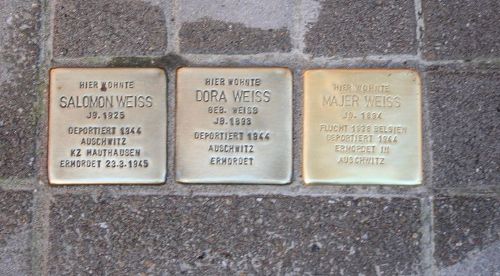 HIER WOHNTE
SALOMON WEISS
JG. 1925
DEPORTIERT 1944
AUSCHWITZ
KZ MAUTHAUSEN
ERMORDET 23.3.1945
HIER WOHNTE
DORA WEISS
GEB. WEISS
JG. 1898
DEPORTIERT 1944
AUSCHWITZ
ERMORDET
HIER WOHNTE
MAJER WEISS
JG. 1894
FLUCHT 1938 BELGIEN
DEPORTIERT 1944
ERMORDET IN
AUSCHWITZ